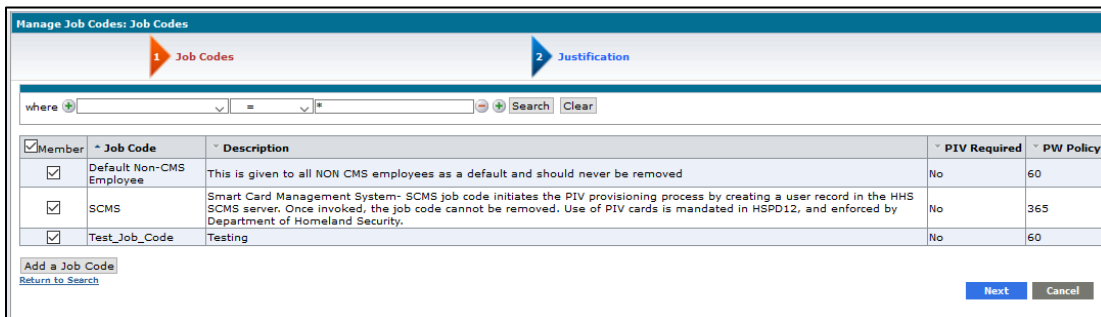 Manage Job Codes: Job Codes
1 Job Codes 2 Justification
where = * Search Clear
Member Job Code Description PIV Required PW Policy
Default Non-CMS
Employee
This is given to all NON CMS employees as a default and should never be removed No 60
SCMS
Smart Card Management System- SCMS job code initiates the PIV provisioning process by creating a user record in the HHS
SCMS server. Once invoked, the job code cannot be removed. Use of PIV cards is mandated in HSPD12, and enforced by
Department of Homeland Security.
No 365
Test_Job_Code Testing No 60
Add a Job Code
Return to Search
Next Cancel